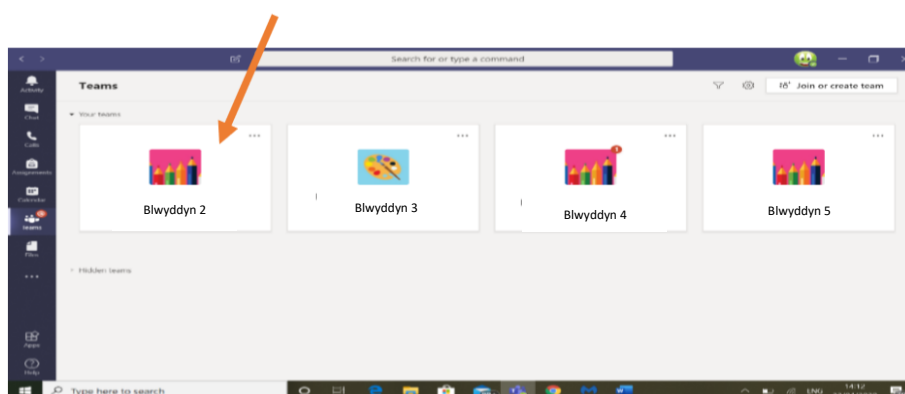 Search for or type a command
Activity
Teams
Join or create team
Chat
Your teams
Calls
Assignments
Calendar
Blwyddyn 2
Blwyddyn 3
Blwyddyn 4
Blwyddyn 5
Teams
Files
Hidden teams
Apps
Help
Type here to search
ENG
14:12